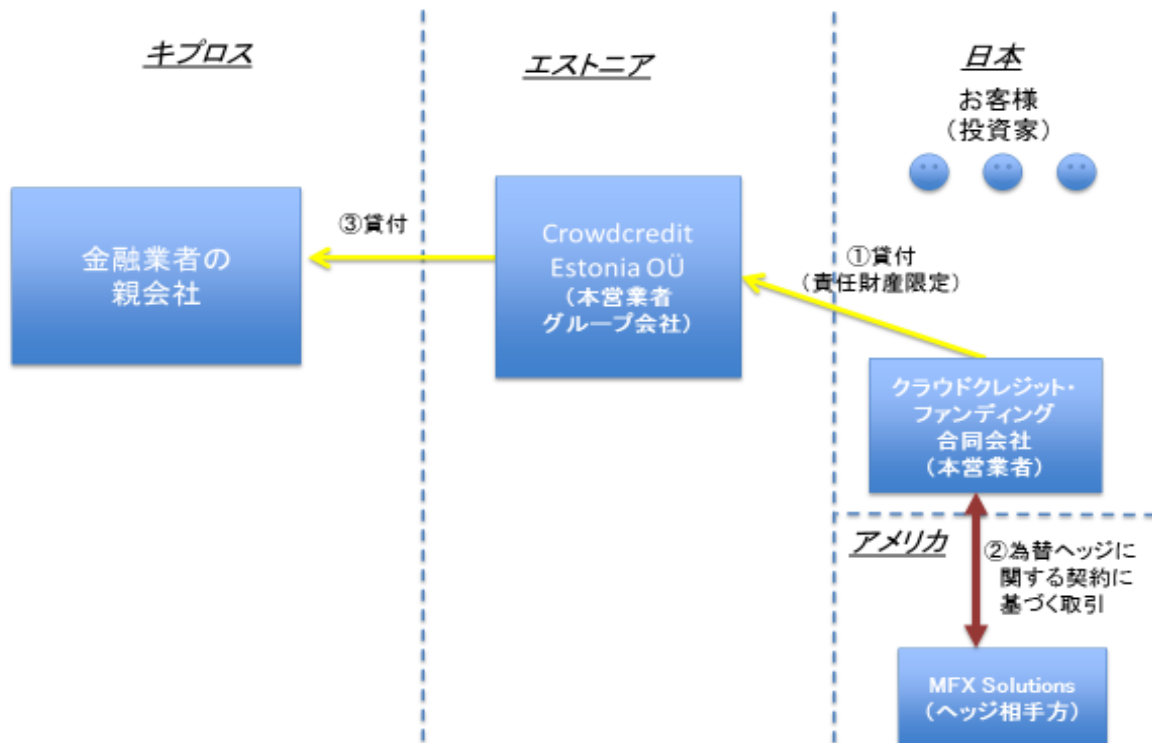 キプロス
エストニア
日本
お客様
（投資家）
金融業者の
親会社
③貸付
Crowdcredit
Estonia OÜ
（本営業者
グループ会社）
①貸付
（責任財産限定）
クラウドクレジット・
ファンディング
合同会社
（本営業者）
アメリカ
②為替ヘッジに
関する契約に
基づく取引
MFX Solutions
（ヘッジ相手方）